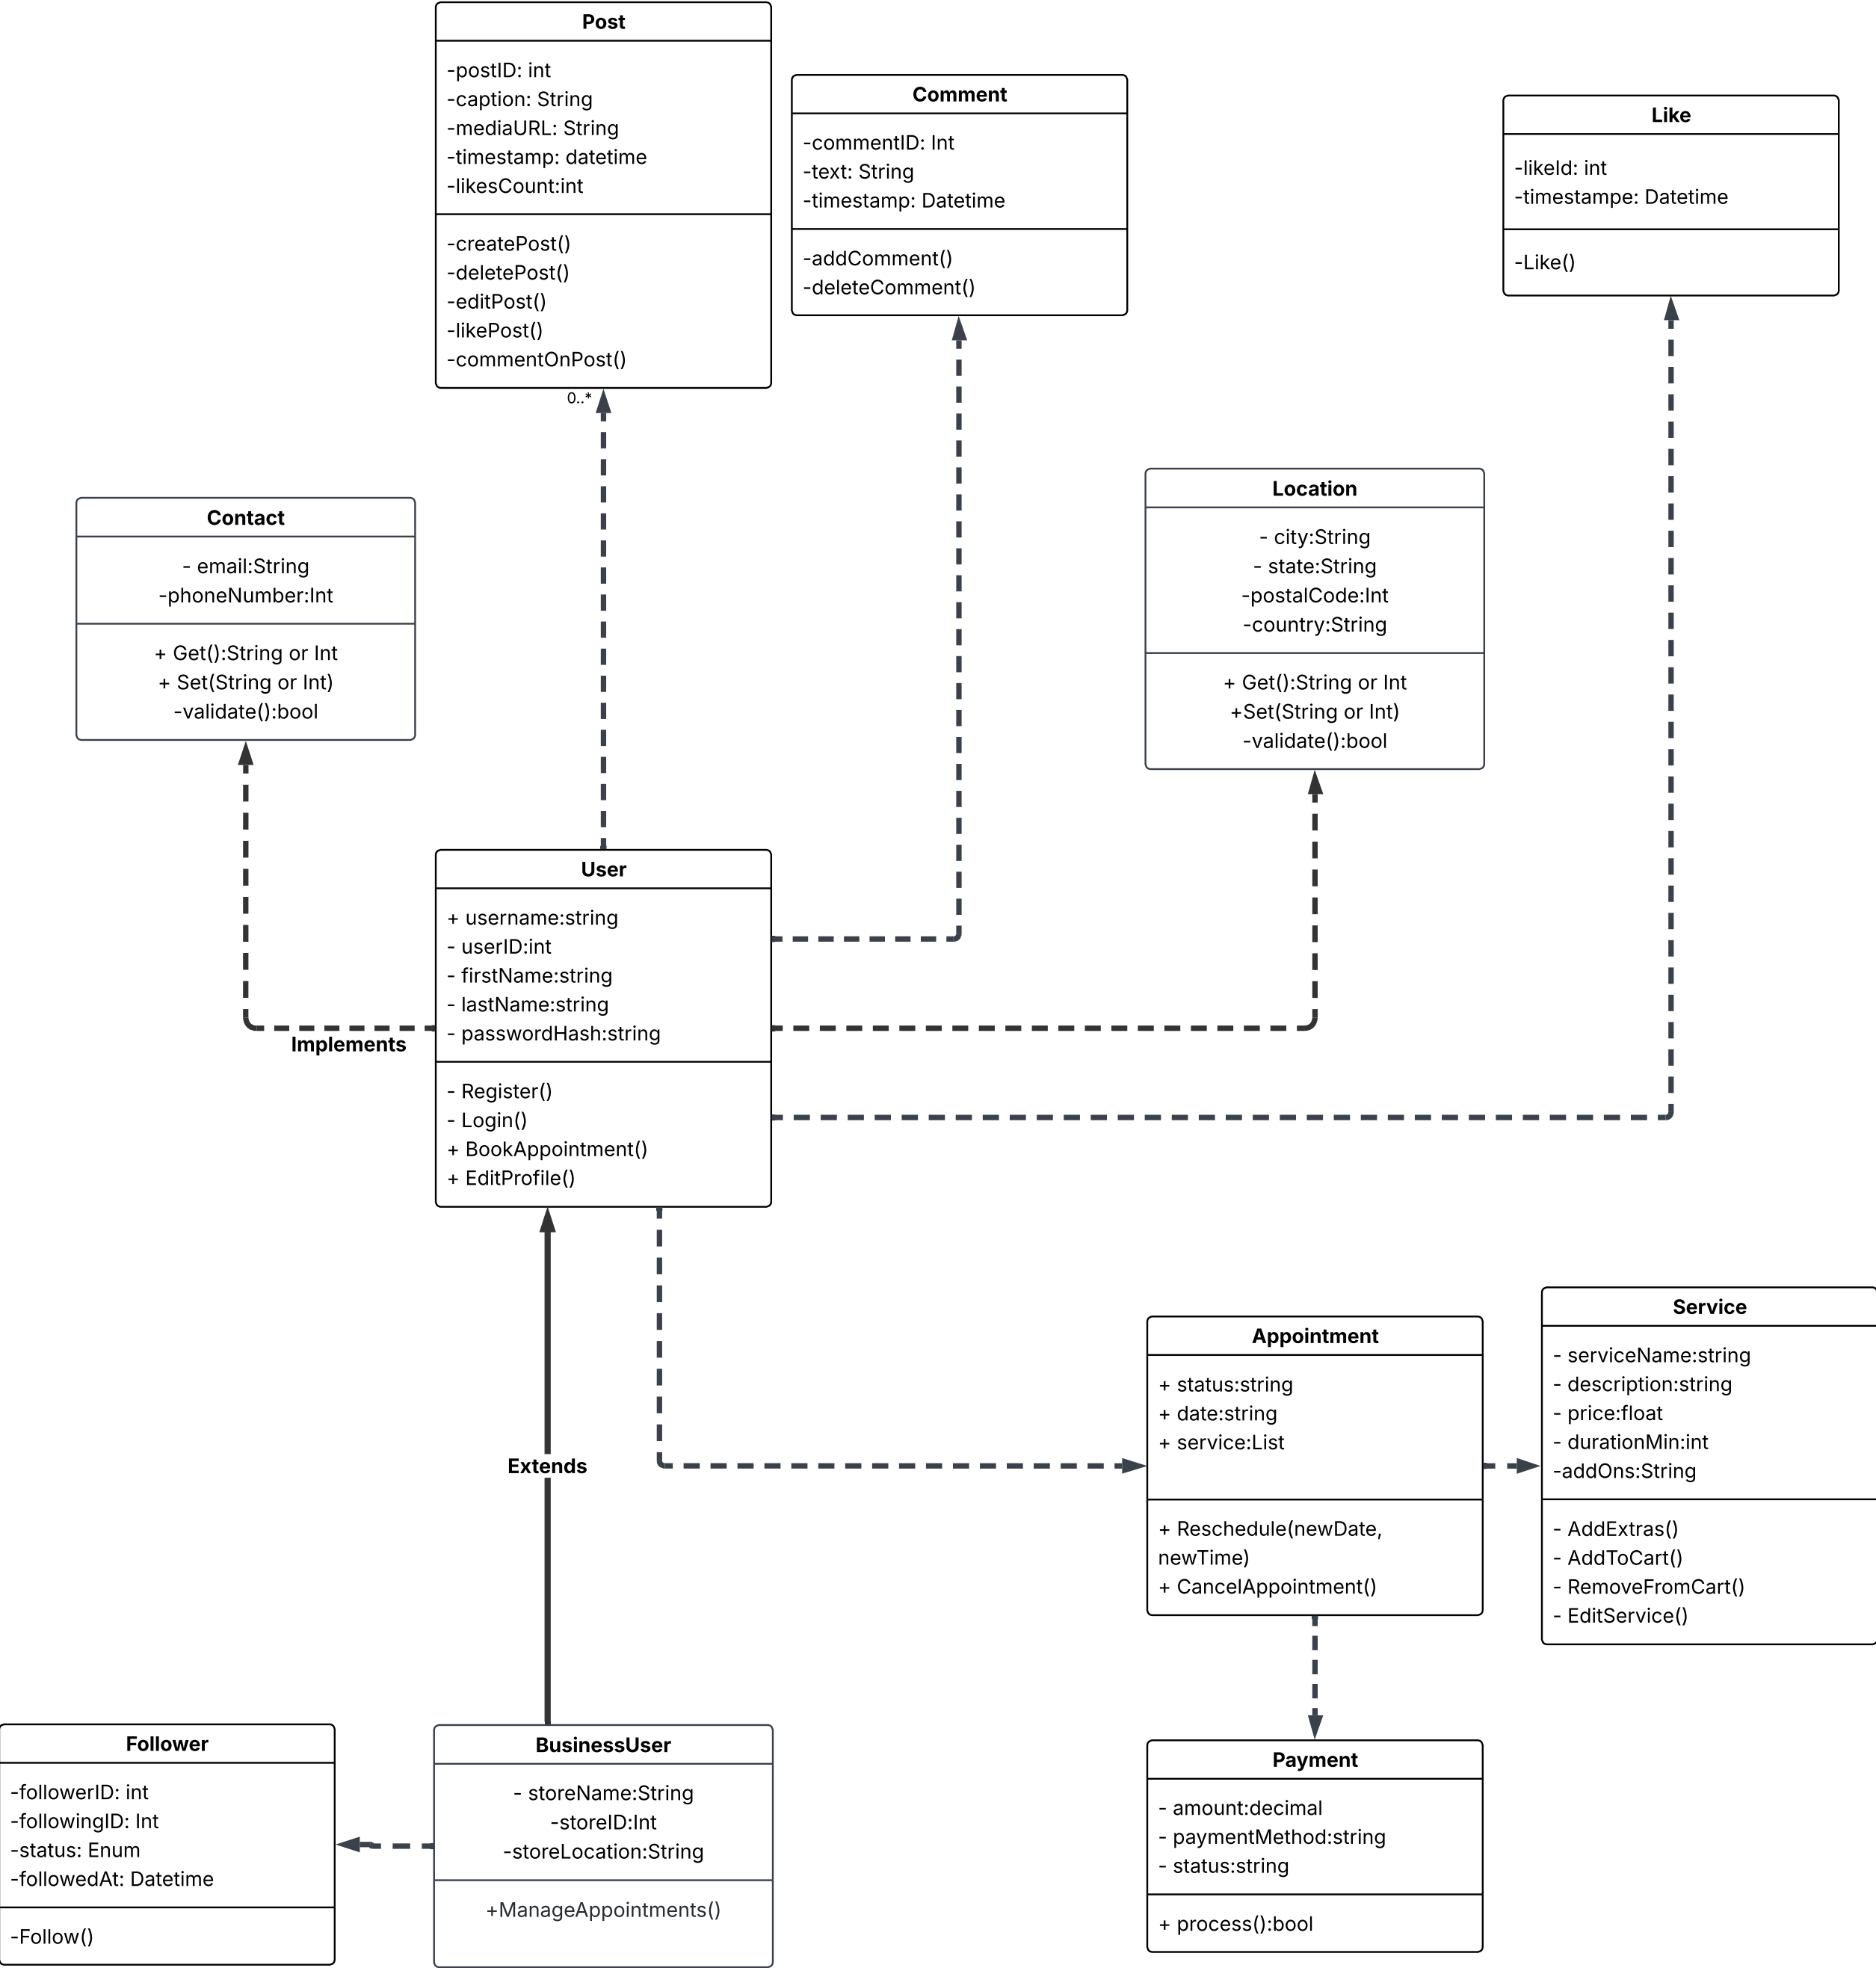 Post
-postID: int
-caption: String
-mediaURL: String
-timestamp: datetime
-likesCount:int
-createPost()
-deletePost()
-editPost()
-likePost()
-commentOnPost()
0..*
Comment
-commentID: Int
-text: String
-timestamp: Datetime
-addComment()
-deleteComment()
Like
-likeId: int
-timestampe: Datetime
-Like()
Contact
- email:String
-phoneNumber:Int
+ Get():String or Int
+ Set(String or Int)
-validate():bool
Location
- city:String
- state:String
-postalCode:Int
-country:String
+ Get():String or Int
+Set(String or Int)
-validate():bool
User
+ username:string
- userID:int
- firstName:string
- lastName:string
- passwordHash:string
- Register()
- Login()
+ BookAppointment()
+ EditProfile()
Implements
Extends
Appointment
+ status:string
+ date:string
+ service:List
+ Reschedule(newDate,
newTime)
+ CancelAppointment()
Service
- serviceName:string
- description:string
- price:float
- durationMin:int
-addOns:String
- AddExtras()
- AddToCart()
- RemoveFromCart()
- EditService()
Follower
-followerID: int
-followingID: Int
-status: Enum
-followedAt: Datetime
-Follow()
BusinessUser
- storeName:String
-storeID:Int
-storeLocation:String
+ManageAppointments()
Payment
- amount:decimal
- paymentMethod:string
- status:string
+ process():bool